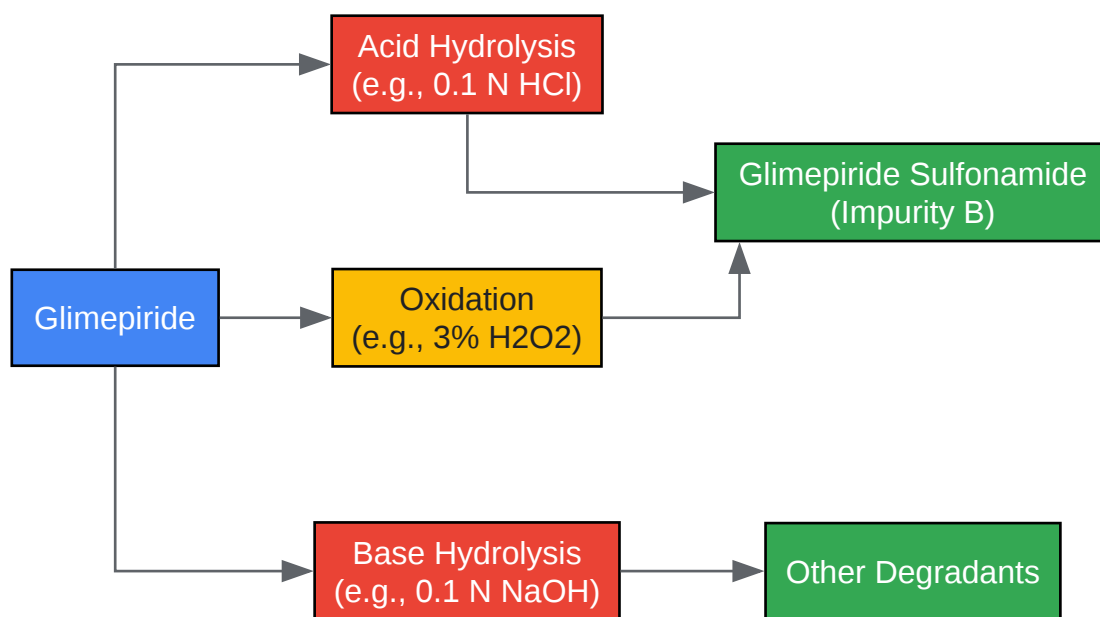 Acid Hydrolysis
(e.g., 0.1 N HCl)
Glimepiride Sulfonamide
(Impurity B)
Glimepiride
Oxidation
(e.g., 3% H2O2)
Base Hydrolysis
(e.g., 0.1 N NaOH)
Other Degradants